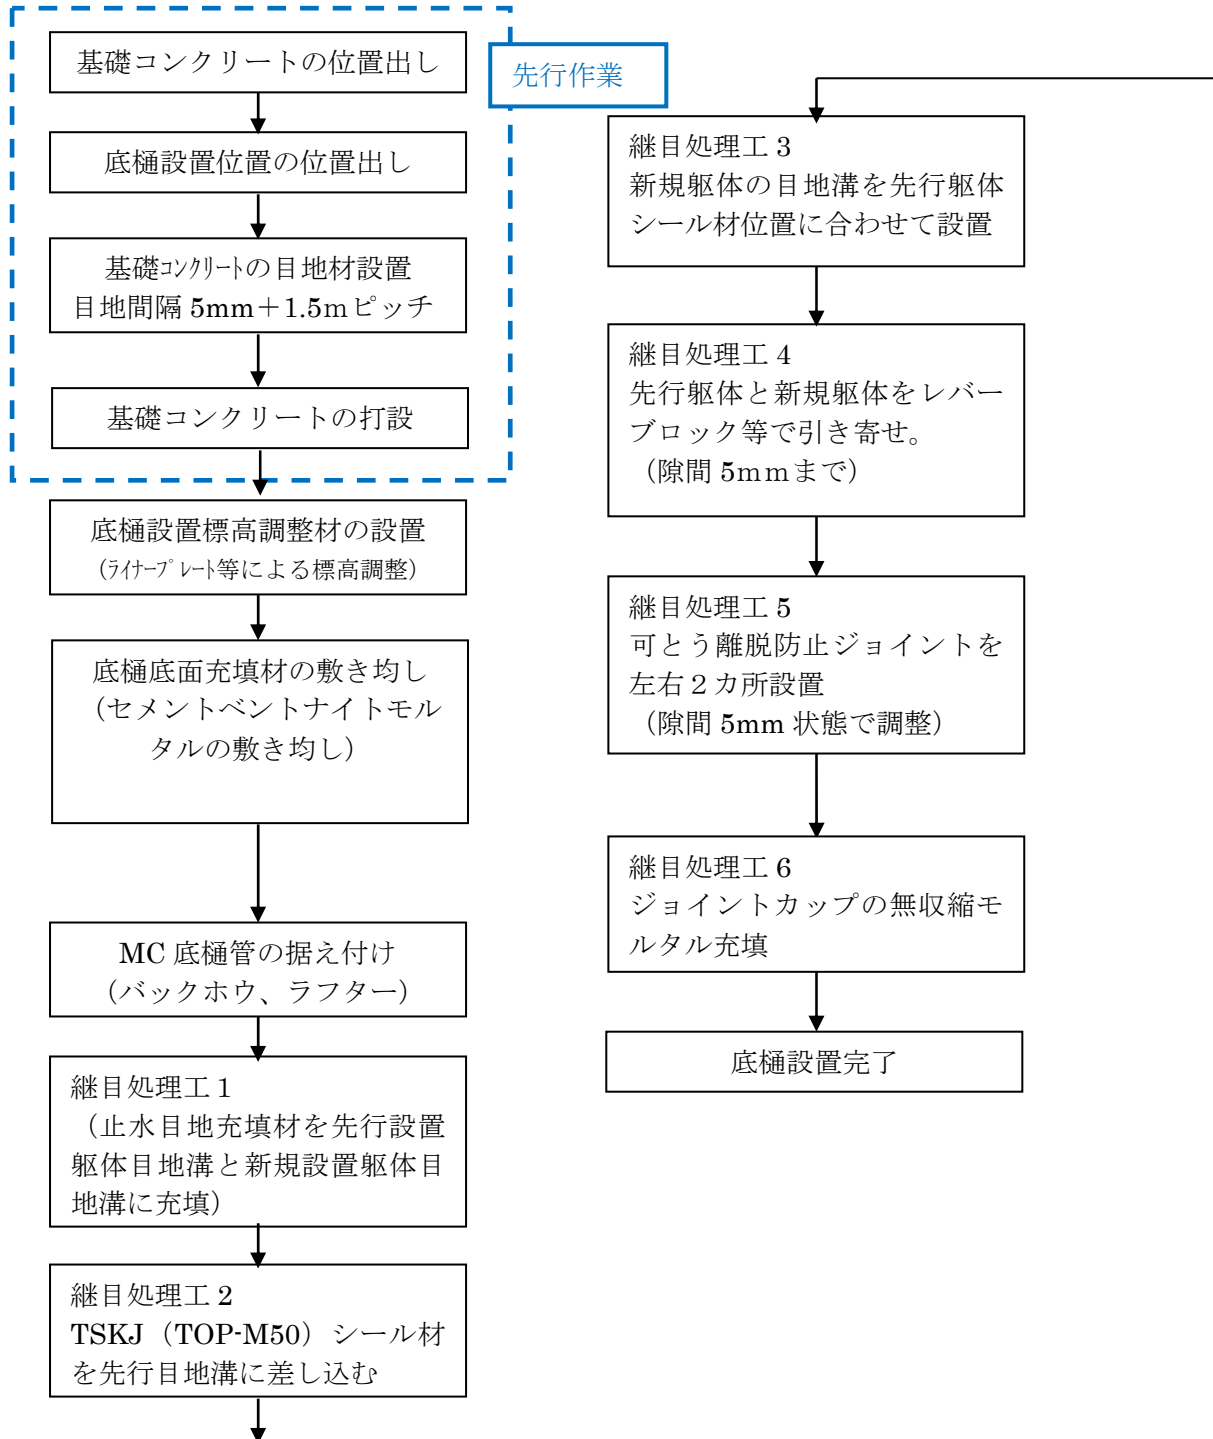 基礎コンクリートの位置出し
先行作業
底樋設置位置の位置出し
基礎ｺﾝｸﾘｰﾄの目地材設置
目地間隔 5mm＋1.5ｍピッチ
基礎コンクリートの打設
底樋設置標高調整材の設置
(ﾗｲﾅｰﾌﾟﾚｰﾄ等による標高調整)
底樋底面充填材の敷き均し
（セメントベントナイトモル
タルの敷き均し）
MC 底樋管の据え付け
（バックホウ、ラフター）
継目処理工 1
（止水目地充填材を先行設置
躯体目地溝と新規設置躯体目
地溝に充填）
継目処理工 2
TSKJ（TOP-M50）シール材
を先行目地溝に差し込む
継目処理工 3
新規躯体の目地溝を先行躯体
シール材位置に合わせて設置
継目処理工 4
先行躯体と新規躯体をレバー
ブロック等で引き寄せ。
（隙間 5ｍｍまで）
継目処理工 5
可とう離脱防止ジョイントを
左右２カ所設置
（隙間 5mm 状態で調整）
継目処理工 6
ジョイントカップの無収縮モ
ルタル充填
底樋設置完了